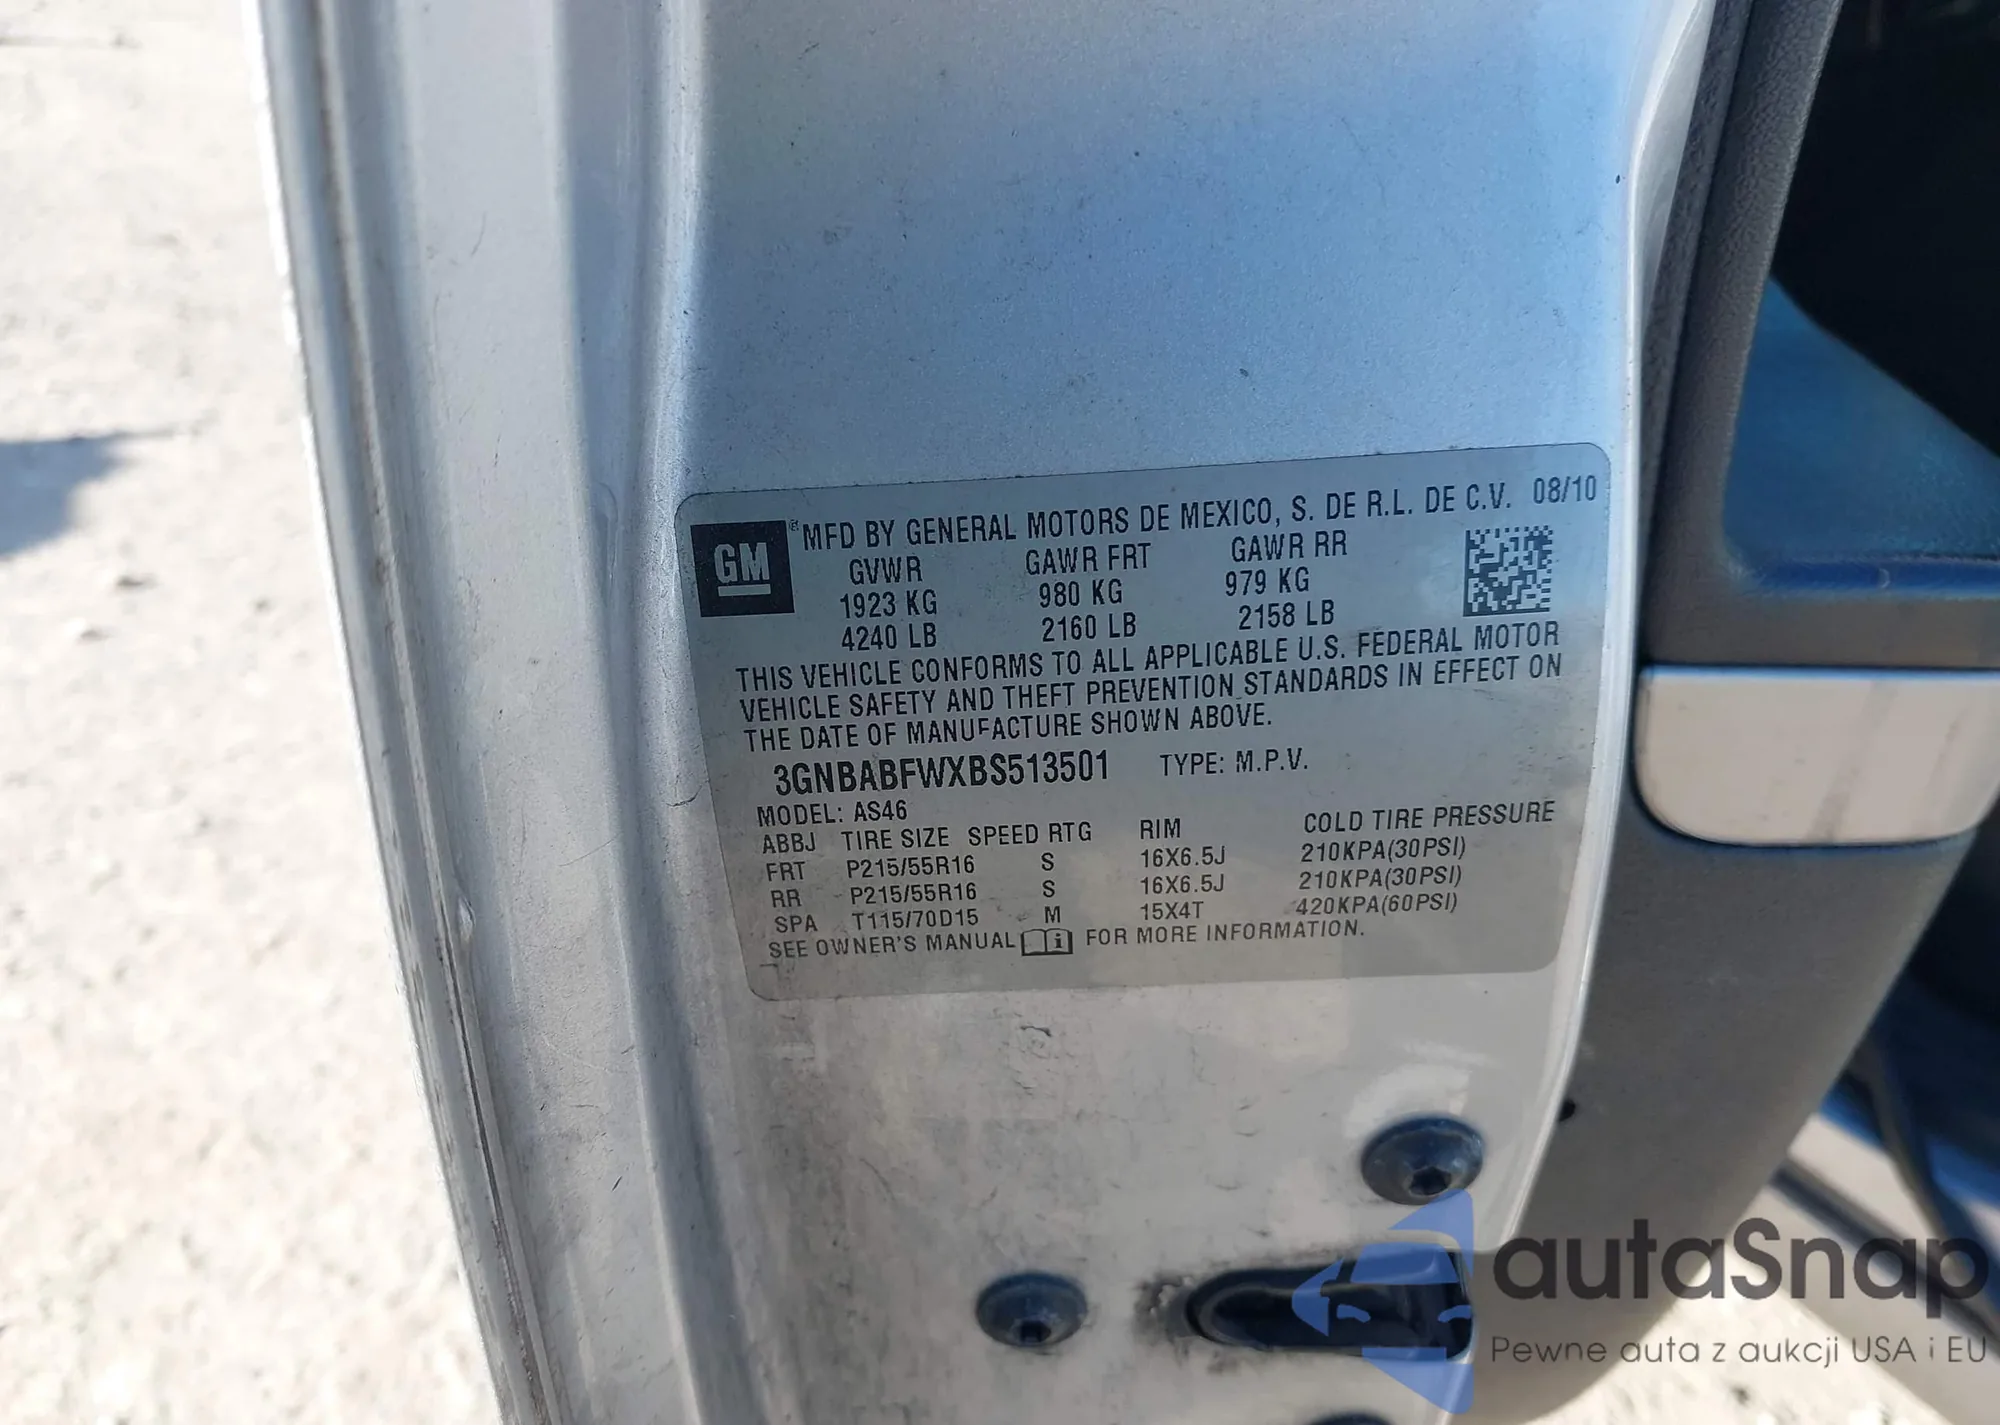 GM ® MFD BY GENERAL MOTORS DE MEXICO, S. DE R.L. DE C.V. 08/10
GVWR GAWR FRT GAWR RR
1923 KG 980 KG 979 KG
4240 LB 2160 LB 2158 LB
THIS VEHICLE CONFORMS TO ALL APPLICABLE U.S. FEDERAL MOTOR
VEHICLE SAFETY AND THEFT PREVENTION STANDARDS IN EFFECT ON
THE DATE OF MANUFACTURE SHOWN ABOVE.
3GNBABFWXBS513501 TYPE: M.P.V.
MODEL: AS46
ABBJ TIRE SIZE SPEED RTG RIM COLD TIRE PRESSURE
FRT P215/55R16 S 16X6.5J 210KPA(30PSI)
RR P215/55R16 S 16X6.5J 210KPA(30PSI)
SPA T115/70D15 M 15X4T 420KPA(60PSI)
SEE OWNER'S MANUAL i FOR MORE INFORMATION.
autaSnap
Pewne auta z aukcji USA i EU